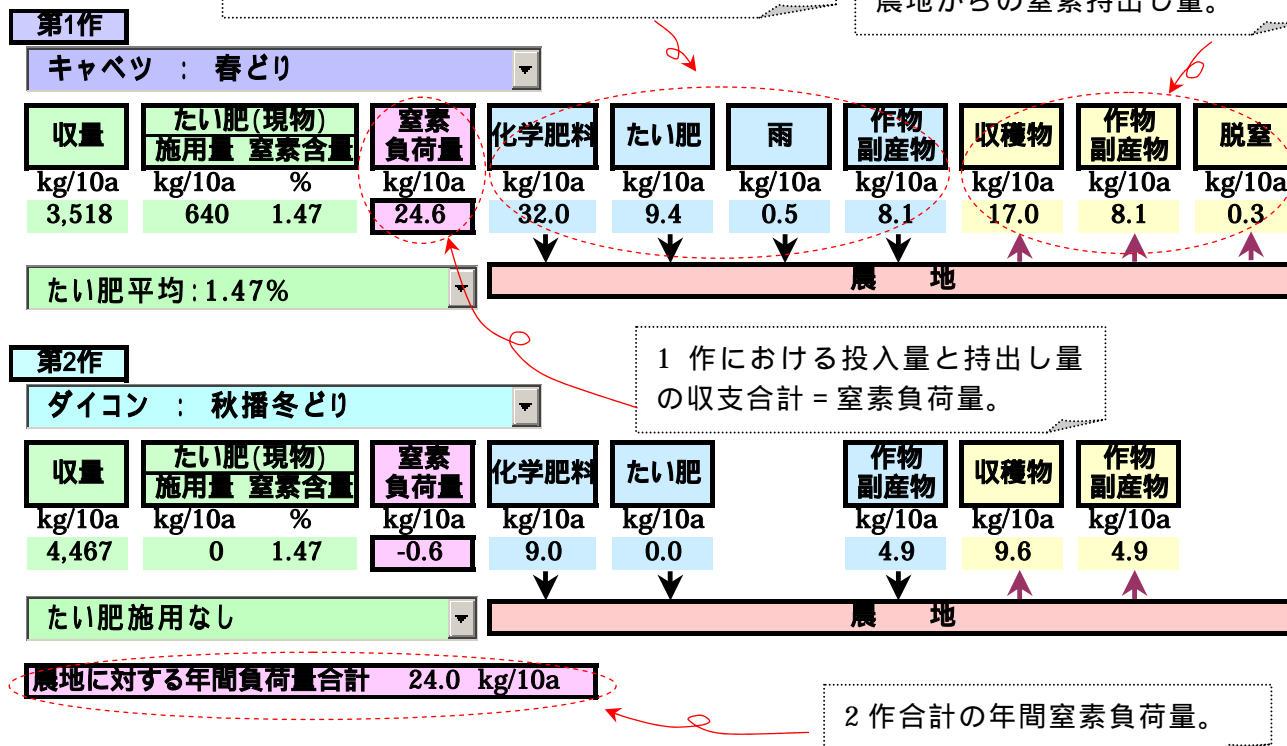 農地からの窒素持出し量。
第1作
キャベツ : 春どり
収量 たい肥(現物) 施用量 窒素含量 窒素負荷量 化学肥料 たい肥 雨 作物副産物 収穫物 作物副産物 脱窒
kg/10a kg/10a % kg/10a kg/10a kg/10a kg/10a kg/10a kg/10a kg/10a kg/10a
3,518 640 1.47 24.6 32.0 9.4 0.5 8.1 17.0 8.1 0.3
農 地
たい肥平均:1.47%
1 作における投入量と持出し量
の収支合計=窒素負荷量。
第2作
ダイコン : 秋播冬どり
収量 たい肥(現物) 施用量 窒素含量 窒素負荷量 化学肥料 たい肥 作物副産物 収穫物 作物副産物
kg/10a kg/10a % kg/10a kg/10a kg/10a kg/10a kg/10a kg/10a
4,467 0 1.47 -0.6 9.0 0.0 4.9 9.6 4.9
農 地
たい肥施用なし
農地に対する年間負荷量合計 24.0 kg/10a
2作合計の年間窒素負荷量。